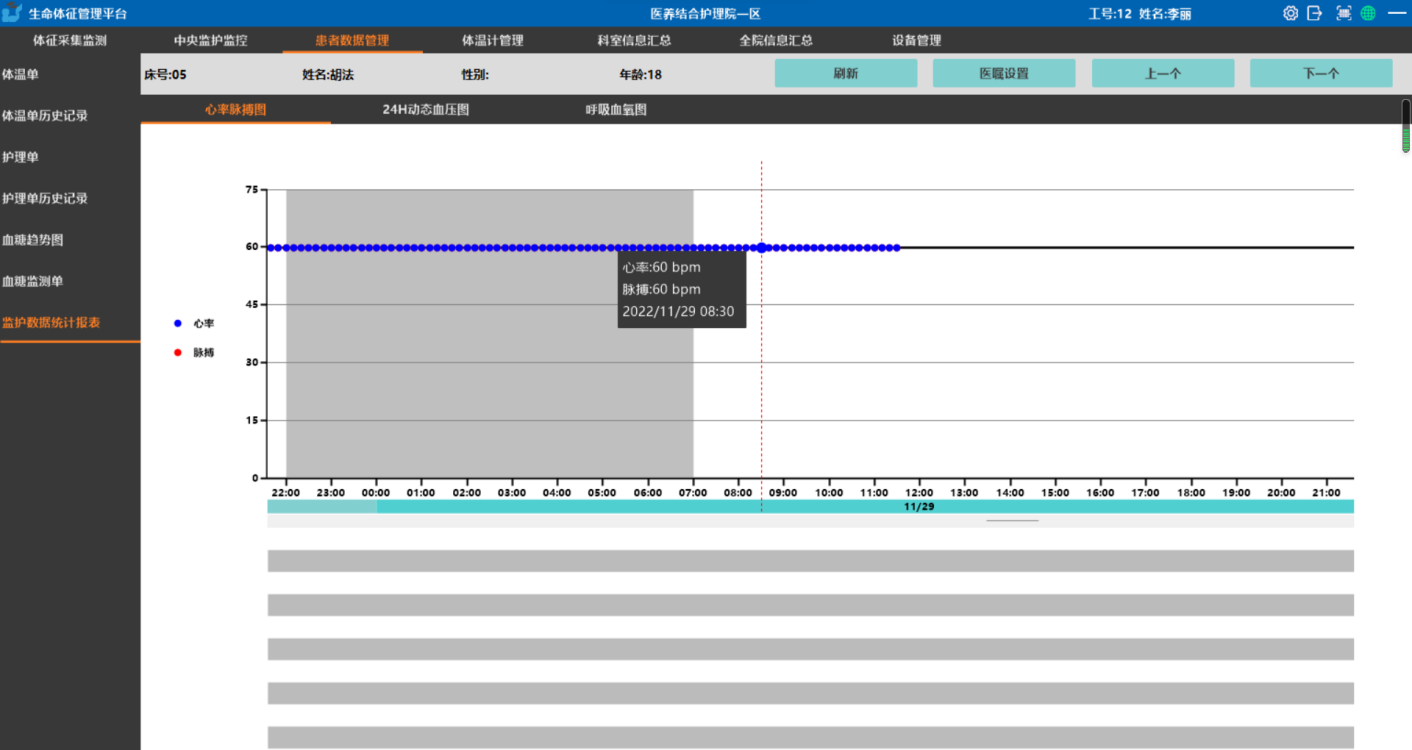 生命体征管理平台 医养结合护理院一区 工号:12 姓名:李丽
体征采集监测 中央监护监控 患者数据管理 体温计管理 科室信息汇总 全院信息汇总 设备管理
体温单
体温单历史记录
护理单
护理单历史记录
血糖趋势图
血糖监测单
监护数据统计报表
床号:05 姓名:胡法 性别: 年龄:18 刷新 医嘱设置 上一个 下一个
心率脉搏图 24H动态血压图 呼吸血氧图
75
60
45
30
15
0
心率
脉搏
心率:60 bpm
脉搏:60 bpm
2022/11/29 08:30
22:00 23:00 00:00 01:00 02:00 03:00 04:00 05:00 06:00 07:00 08:00 09:00 10:00 11:00 12:00 13:00 14:00 15:00 16:00 17:00 18:00 19:00 20:00 21:00
11/29